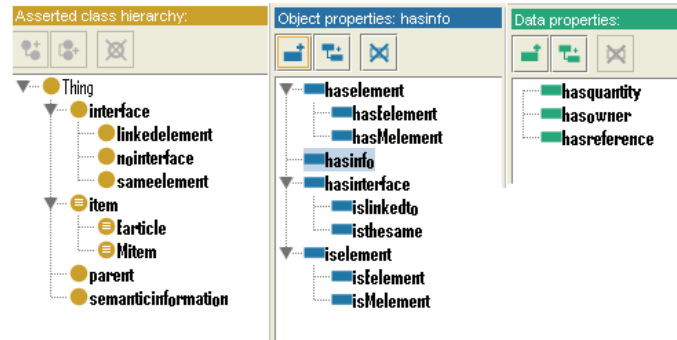 Asserted class hierarchy:
Thing
interface
linkedelement
nointerface
sameelement
item
Earticle
Mitem
parent
semanticinformation
Object properties: hasinfo
haselement
hasEelement
hasMelement
hasinfo
hasinterface
islinkedto
isthesame
iselement
isEelement
isMelement
Data properties:
hasquantity
hasowner
hasreference